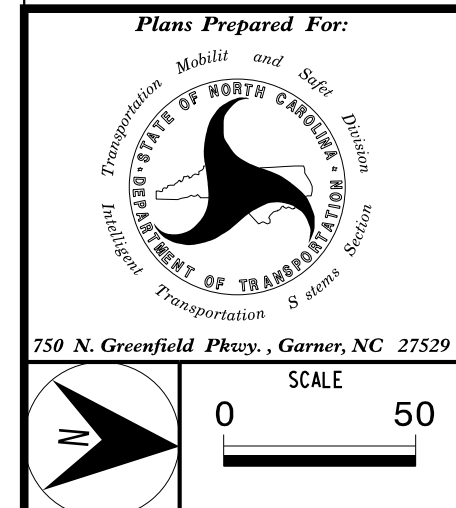 Plans Prepared For:
Transportation Mobilit and Safet Division
STATE OF NORTH CAROLINA
DEPARTMENT OF TRANSPORTATION
Intelligent Transportation S stems Section
750 N. Greenfield Pkwy. , Garner, NC 27529
N
SCALE
0 50